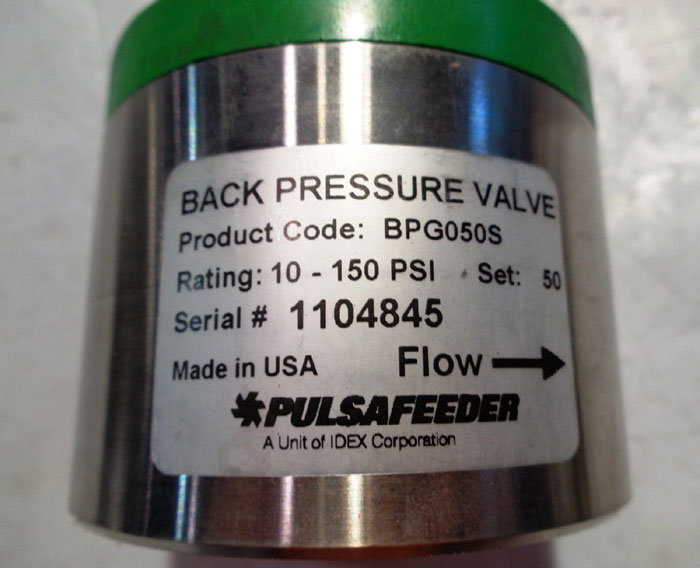 BACK PRESSURE VALVE
Product Code: BPG050S
Rating: 10 - 150 PSI Set: 50
Serial # 1104845
Made in USA Flow
PULSAFEEDER
A Unit of IDEX Corporation